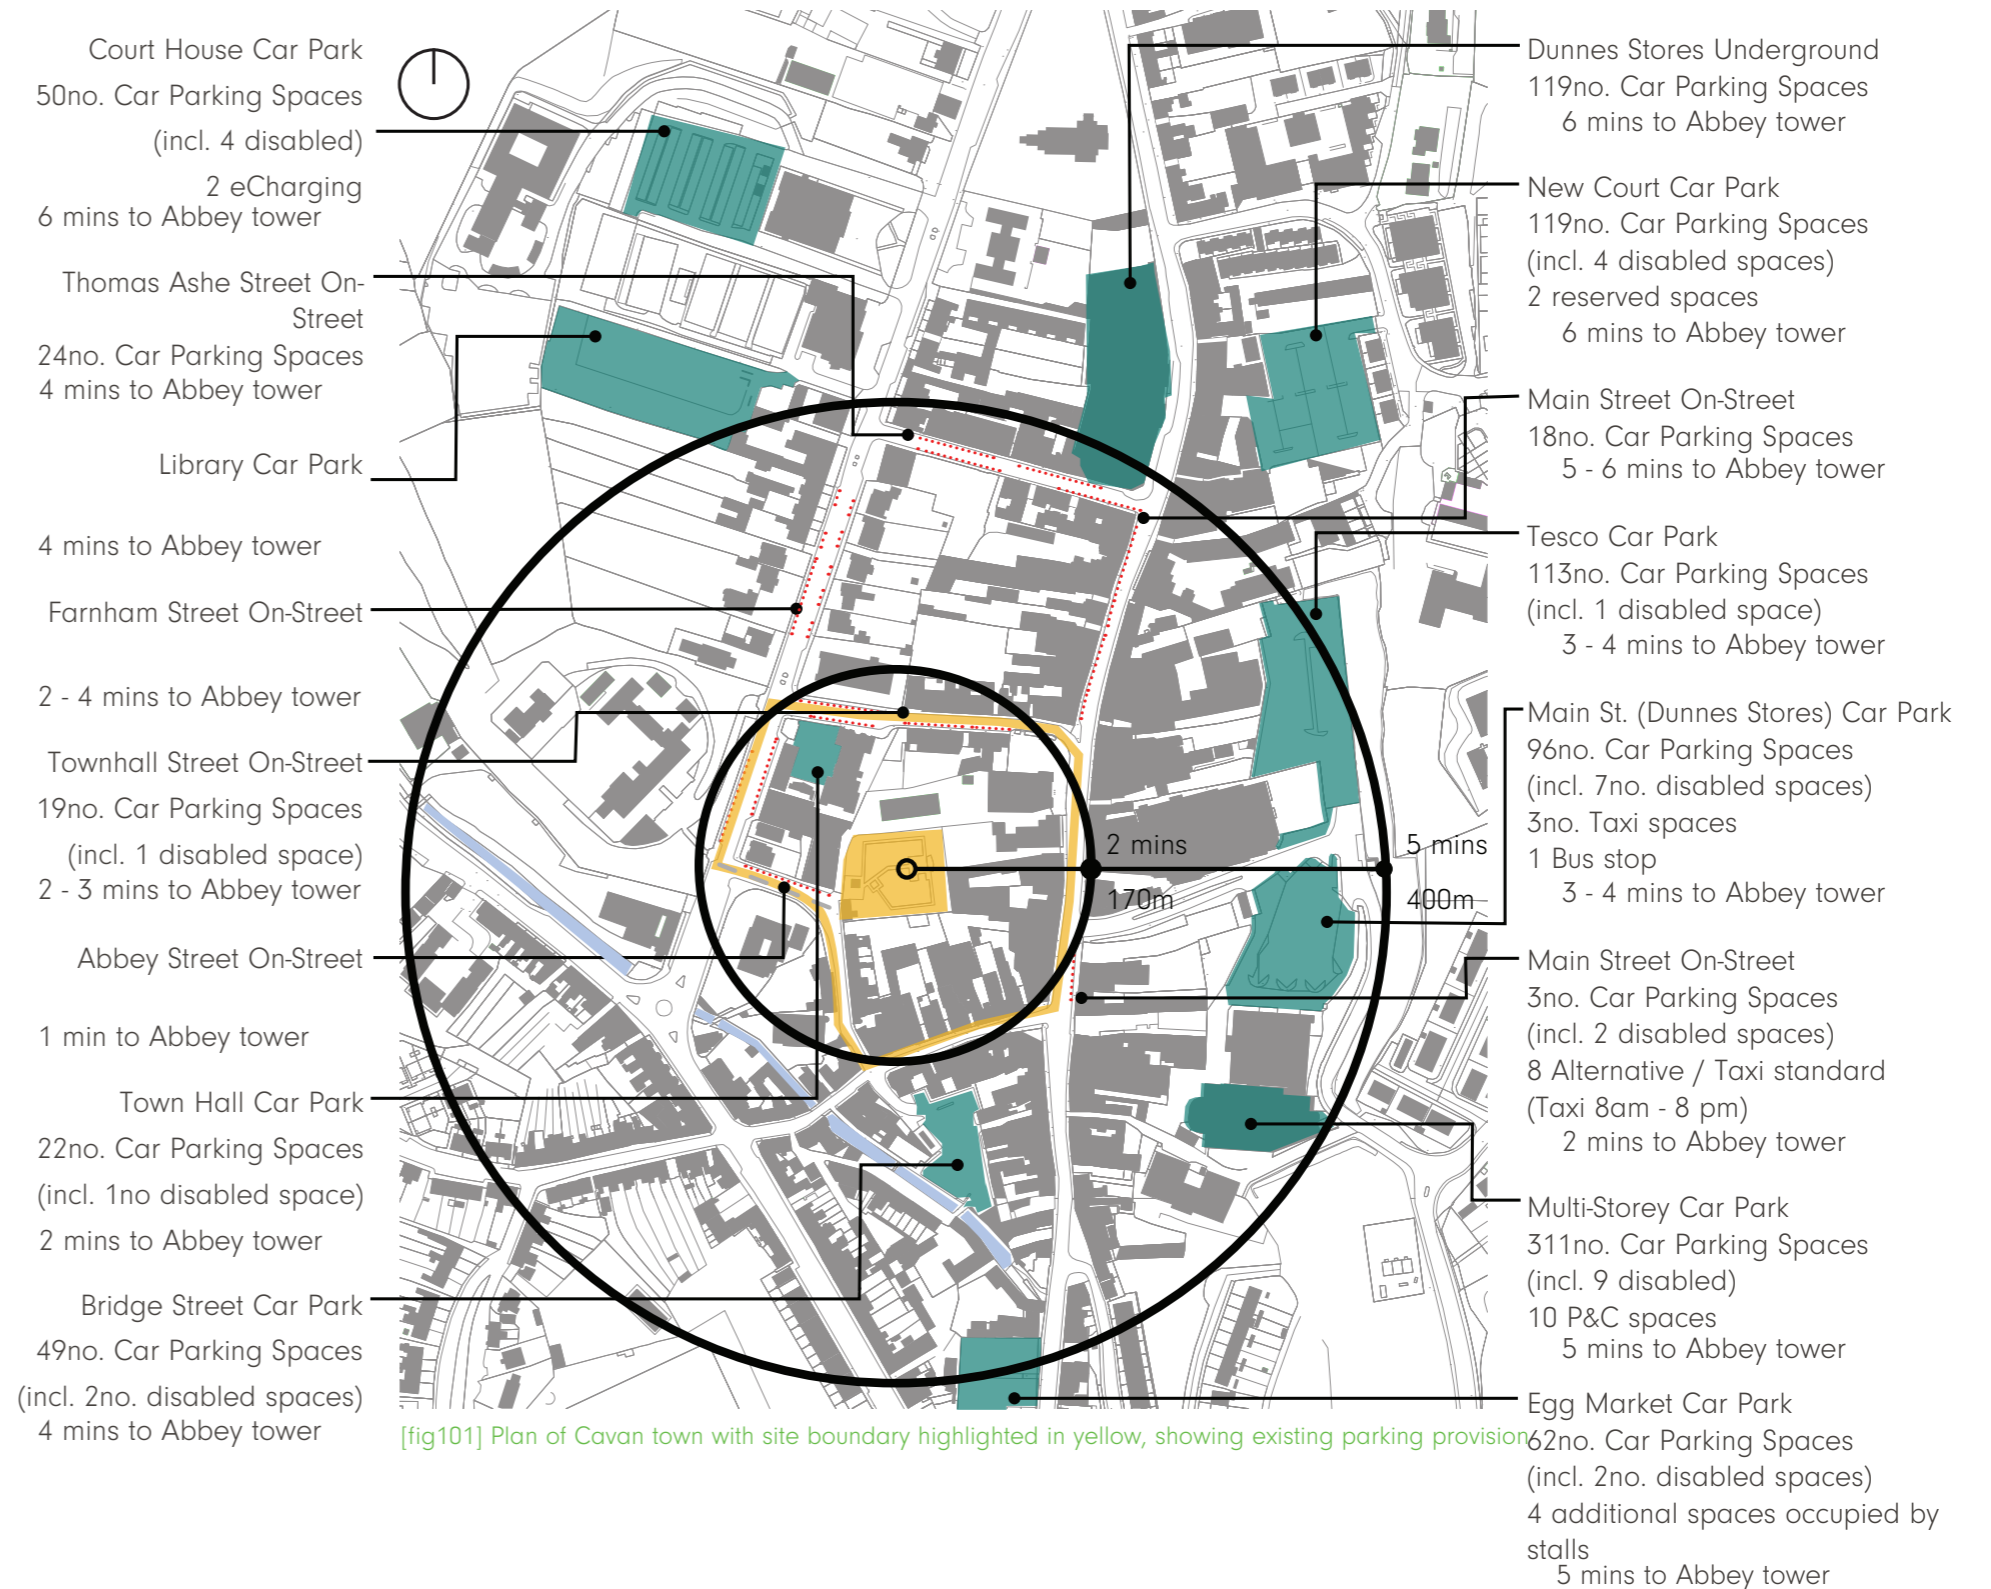 Court House Car Park
50no. Car Parking Spaces
(incl. 4 disabled)
2 eCharging
6 mins to Abbey tower
Thomas Ashe Street On-
Street
24no. Car Parking Spaces
4 mins to Abbey tower
Library Car Park
4 mins to Abbey tower
Farnham Street On-Street
2 - 4 mins to Abbey tower
Townhall Street On-Street
19no. Car Parking Spaces
(incl. 1 disabled space)
2 - 3 mins to Abbey tower
Abbey Street On-Street
1 min to Abbey tower
Town Hall Car Park
22no. Car Parking Spaces
(incl. 1no disabled space)
2 mins to Abbey tower
Bridge Street Car Park
49no. Car Parking Spaces
(incl. 2no. disabled spaces)
4 mins to Abbey tower
2 mins
170m
5 mins
400m
Dunnes Stores Underground
119no. Car Parking Spaces
6 mins to Abbey tower
New Court Car Park
119no. Car Parking Spaces
(incl. 4 disabled spaces)
2 reserved spaces
6 mins to Abbey tower
Main Street On-Street
18no. Car Parking Spaces
5 - 6 mins to Abbey tower
Tesco Car Park
113no. Car Parking Spaces
(incl. 1 disabled space)
3 - 4 mins to Abbey tower
Main St. (Dunnes Stores) Car Park
96no. Car Parking Spaces
(incl. 7no. disabled spaces)
3no. Taxi spaces
1 Bus stop
3 - 4 mins to Abbey tower
Main Street On-Street
3no. Car Parking Spaces
(incl. 2 disabled spaces)
8 Alternative / Taxi standard
(Taxi 8am - 8 pm)
2 mins to Abbey tower
Multi-Storey Car Park
311no. Car Parking Spaces
(incl. 9 disabled)
10 P&C spaces
5 mins to Abbey tower
Egg Market Car Park
62no. Car Parking Spaces
(incl. 2no. disabled spaces)
4 additional spaces occupied by
stalls
5 mins to Abbey tower
[fig101] Plan of Cavan town with site boundary highlighted in yellow, showing existing parking provision